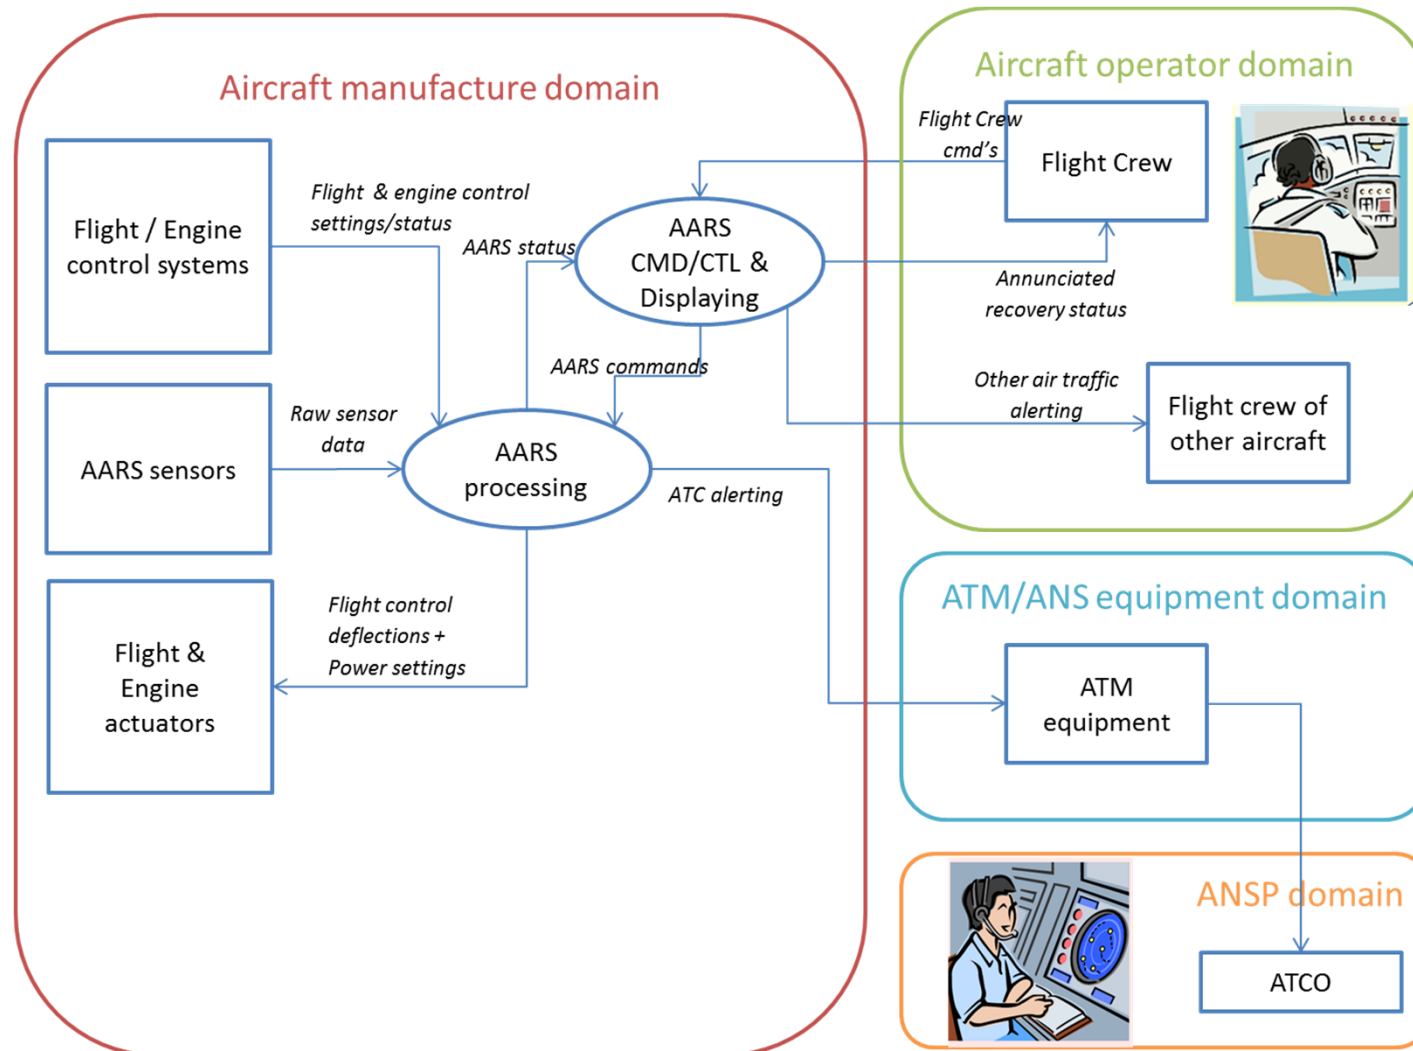 Aircraft manufacture domain
Flight / Engine
control systems
Flight & engine control
settings/status
AARS status
AARS
CMD/CTL &
Displaying
AARS commands
AARS sensors
Raw sensor
data
AARS
processing
ATC alerting
Flight &
Engine
actuators
Flight control
deflections +
Power settings
Aircraft operator domain
Flight Crew
cmd's
Flight Crew
Annunciated
recovery status
Other air traffic
alerting
Flight crew of
other aircraft
ATM/ANS equipment domain
ATM
equipment
ANSP domain
ATCO